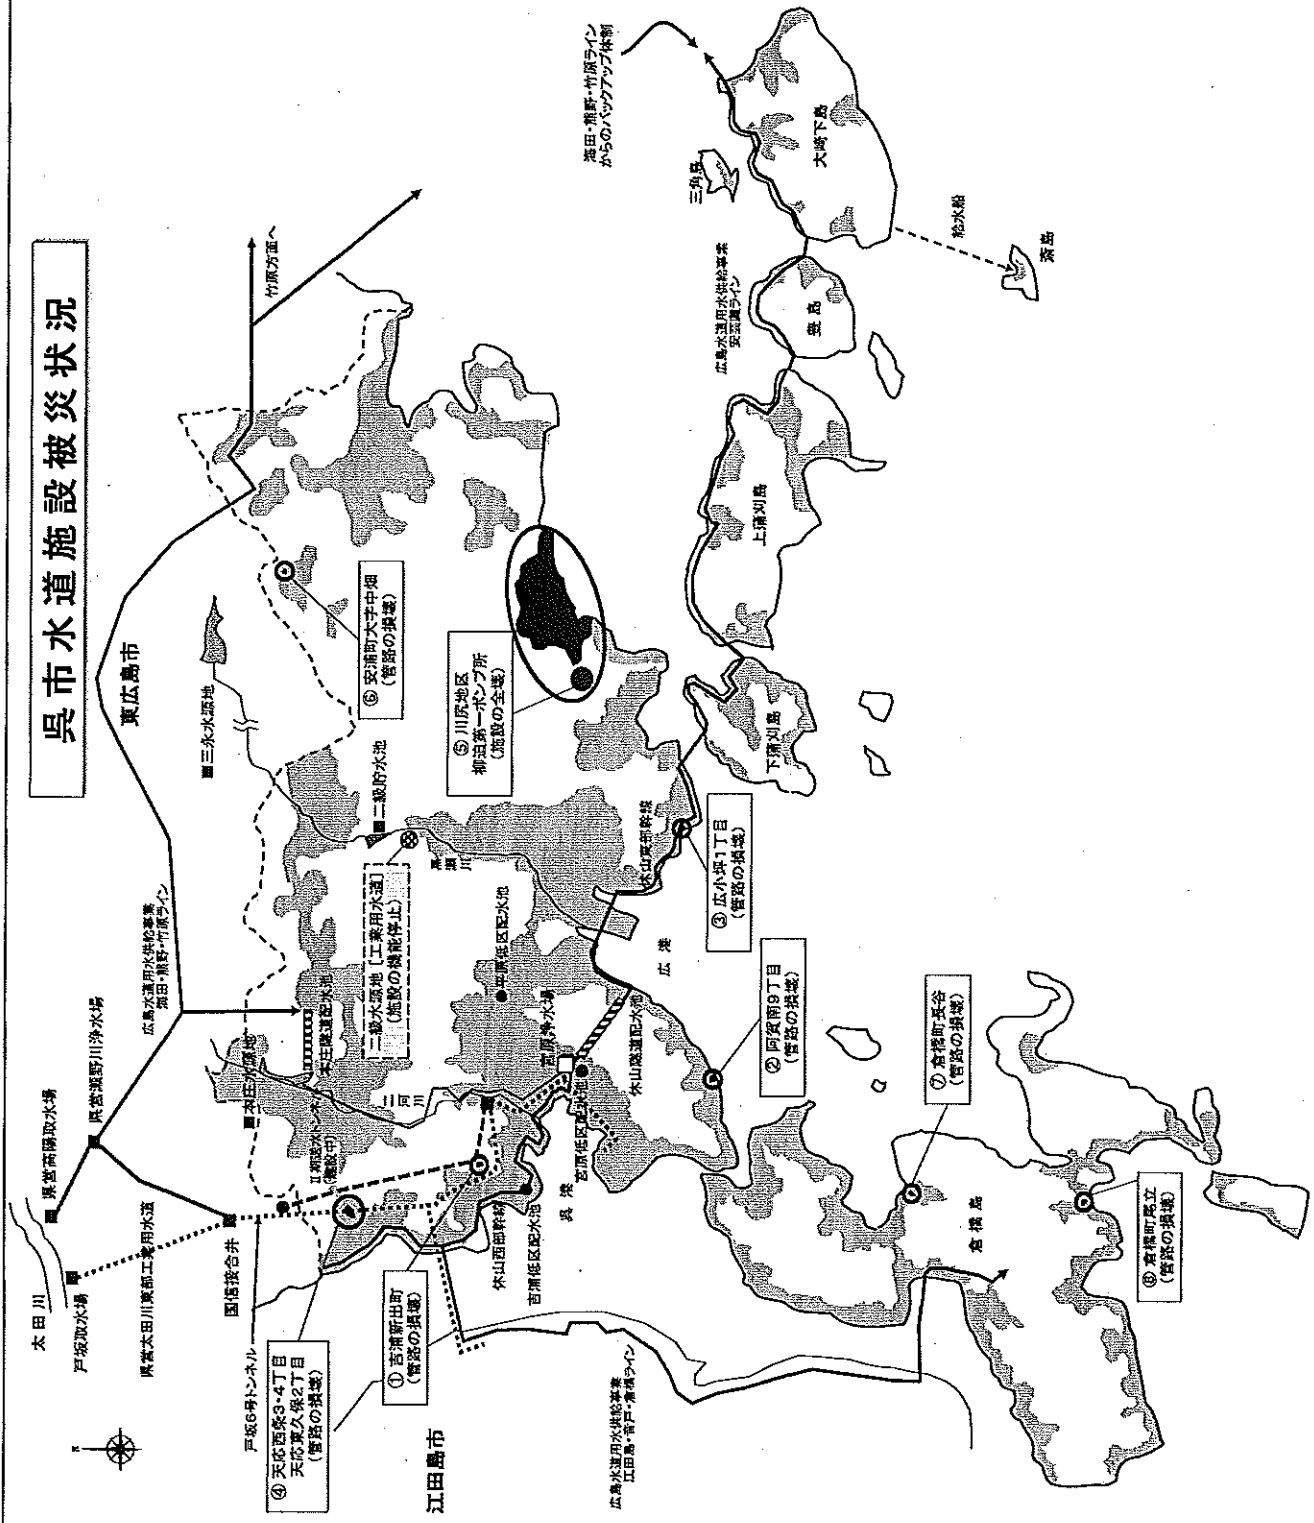 呉市水道施設被災状況
太田川
県営高陽取水場
戸坂取水場
県営瀬野川浄水場
県営太田川東部工業用水道
国信接合井
戸坂6号トンネル
広島水道用水供給事業
海田・熊野・竹原ライン
東広島市
竹原方面へ
三永水源地
本庄水源地
本庄隧道配水池
(施設中)
二級貯水池
黒瀬川
二級水源地[工業用水道]
(施設の機能停止)
⑥ 安浦町大字中畑
(管路の損壊)
⑤ 川尻地区
柳迫第一ポンプ所
(施設の全壊)
④ 天応西条3・4丁目
天応東久保2丁目
(管路の損壊)
① 吉浦新出町
(管路の損壊)
二河川
平原低区配水池
宮原浄水場
宮原低区配水池
休山隧道配水池
休山西部幹線
吉浦低区配水池
呉港
広港
休山東部幹線
③ 広小坪1丁目
(管路の損壊)
② 阿賀南9丁目
(管路の損壊)
⑦ 倉橋町長谷
(管路の損壊)
⑧ 倉橋町尾立
(管路の損壊)
倉橋島
江田島市
広島水道用水供給事業
江田島・音戸・倉橋ライン
下蒲刈島
上蒲刈島
豊島
広島水道用水供給事業
安芸灘ライン
三角島
大崎下島
海田・熊野・竹原ライン
からのバックアップ体制
給水船
斎島